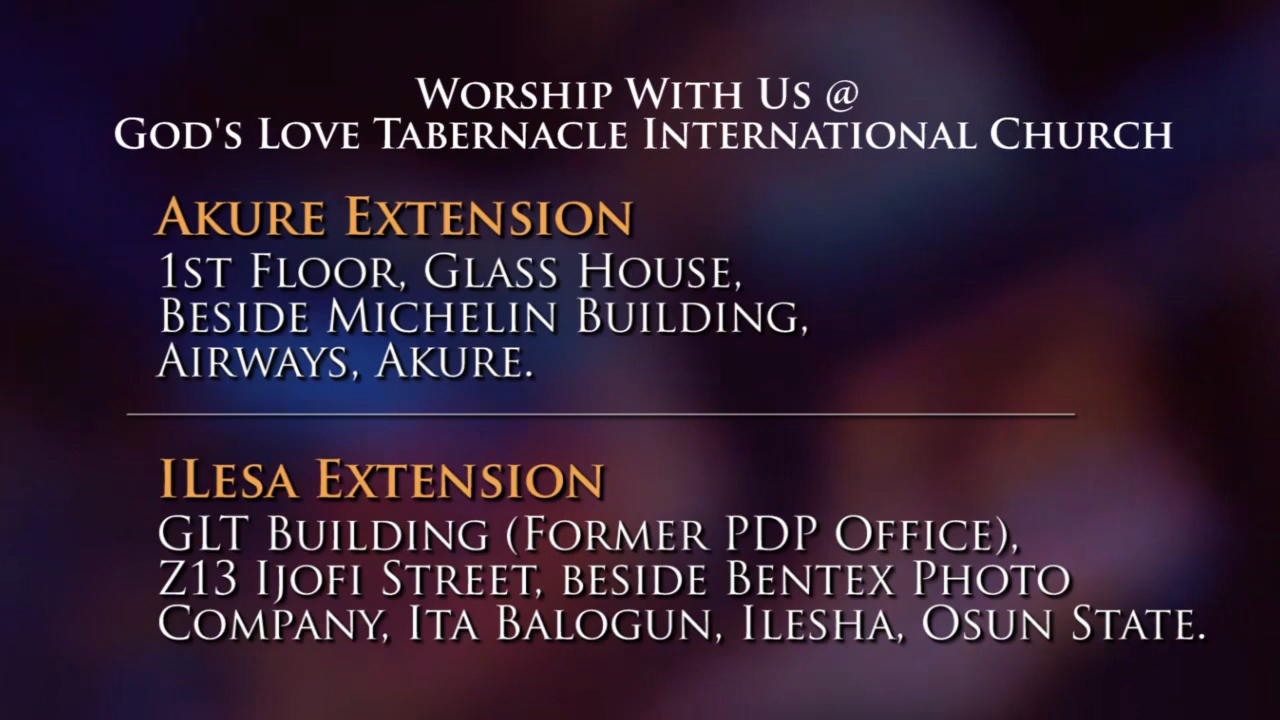 Worship With Us @
God's Love Tabernacle International Church
Akure Extension
1st Floor, Glass House,
Beside Michelin Building,
Airways, Akure.
ILesa Extension
GLT Building (Former PDP Office),
Z13 Ijofi Street, beside Bentex Photo
Company, Ita Balogun, Ilesha, Osun State.